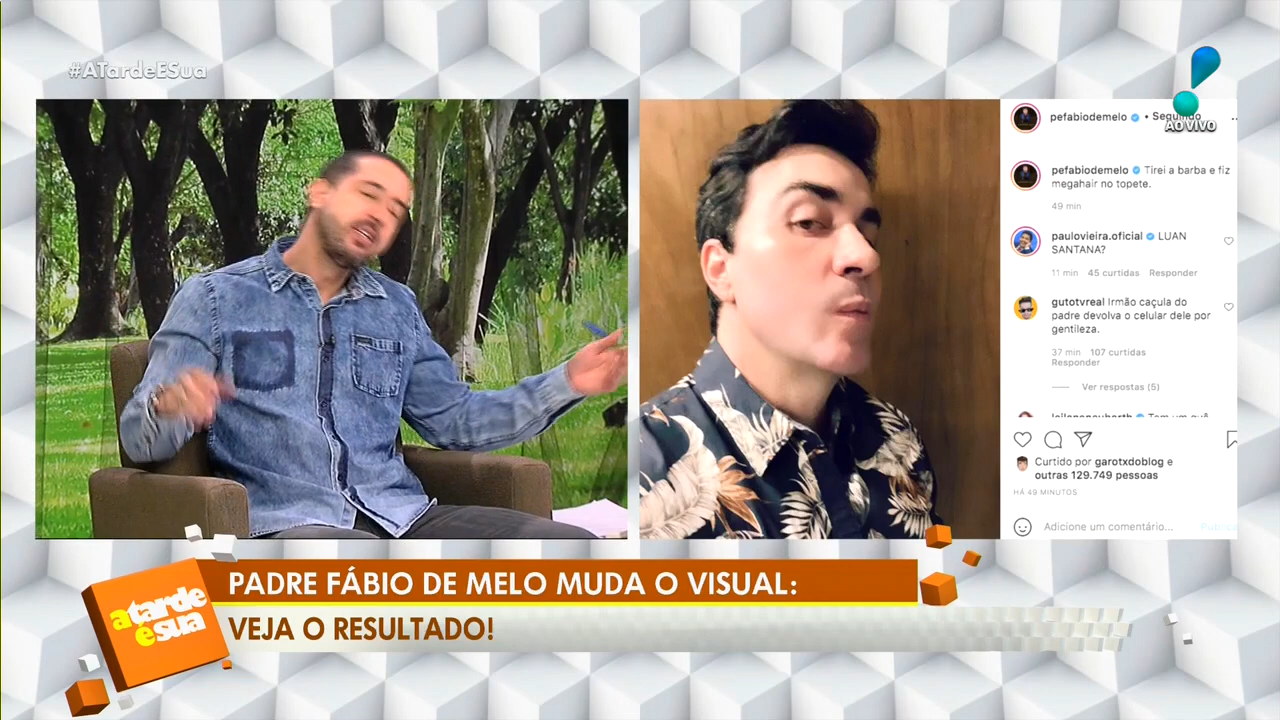 #ATardeESua
AO VIVO
pefabiodemelo • Seguindo
pefabiodemelo Tirei a barba e fiz
megahair no topete.
49 min
paulovieira.oficial LUAN
SANTANA?
11 min 45 curtidas Responder
gutotvreal Irmão caçula do
padre devolva o celular dele por
gentileza.
37 min 107 curtidas
Responder
Ver respostas (5)
Curtido por garotxdoblog e
outras 129.749 pessoas
HÁ 49 MINUTOS
Adicione um comentário...
a tarde
é sua
PADRE FÁBIO DE MELO MUDA O VISUAL:
VEJA O RESULTADO!